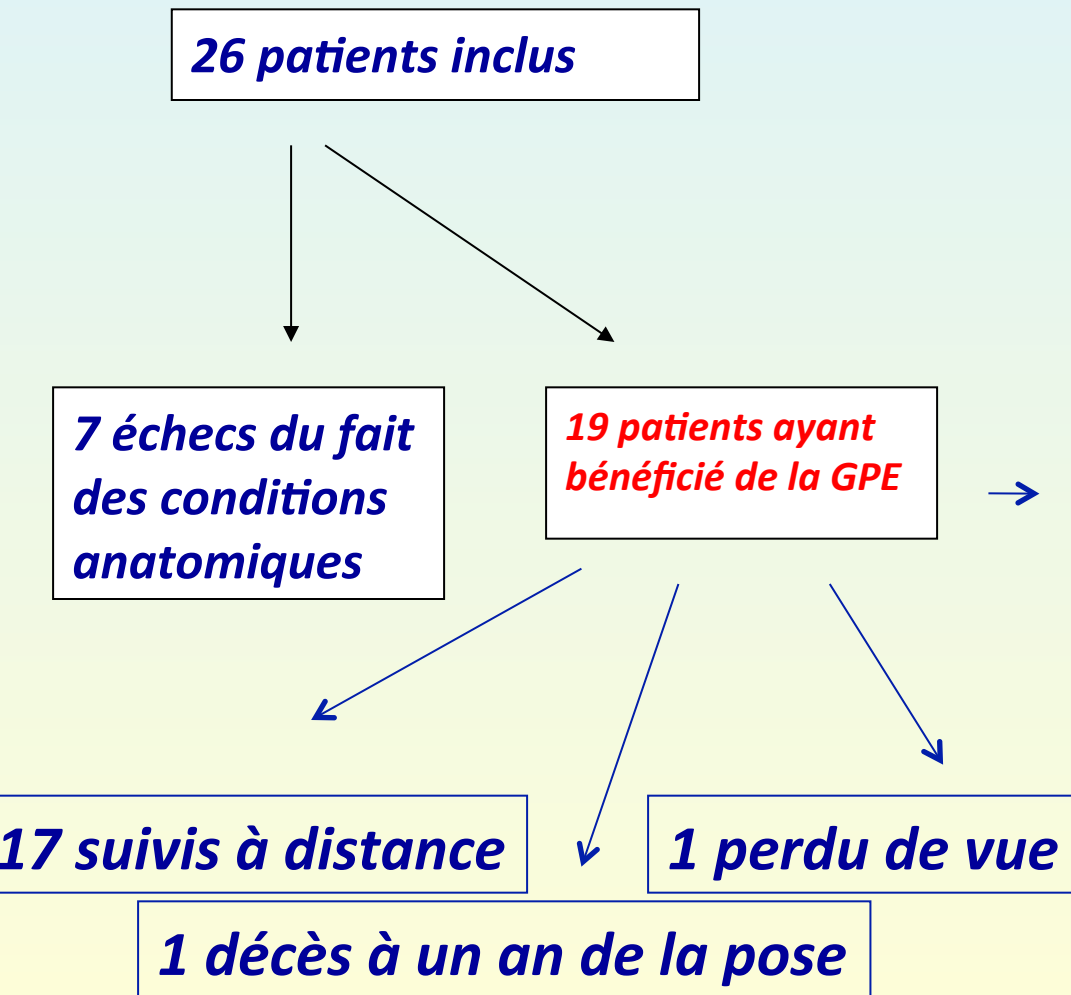 26 patients inclus
7 échecs du fait
des conditions
anatomiques
19 patients ayant
bénéficié de la GPE
17 suivis à distance
1 perdu de vue
1 décès à un an de la pose